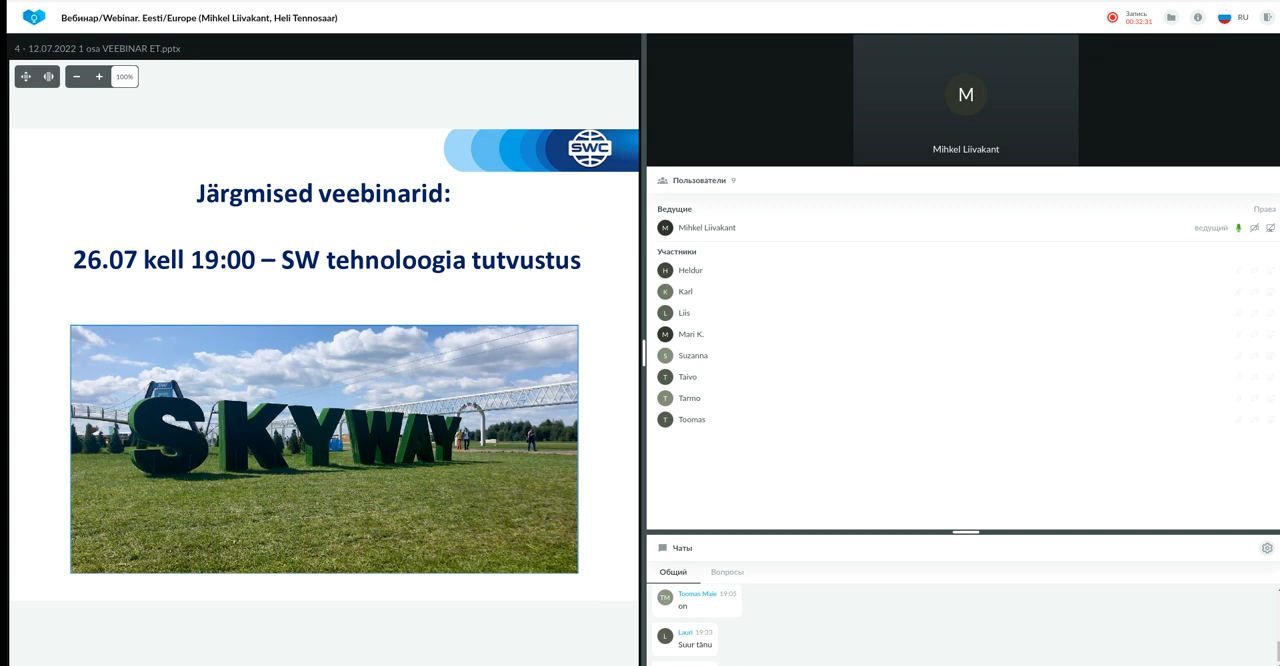 Вебинар/Webinar. Eesti/Europe (Mihkel Liivakant, Heli Tennosaar)
Запись
00:32:31
RU
4 - 12.07.2022 1 osa VEEBINAR ET.pptx
100%
SWC
Järgmised veebinarid:
26.07 kell 19:00 – SW tehnoloogia tutvustus
SKYWAY
M
Mihkel Liivakant
Пользователи 9
Ведущие Права
M Mihkel Liivakant ведущий
Участники
H Heldur
K Karl
L Liis
M Mari K.
S Suzanna
T Taivo
T Tarmo
T Toomas
Чаты
Общий Вопросы
TM Toomas Maie 19:05
on
L Lauri 19:33
Suur tänu